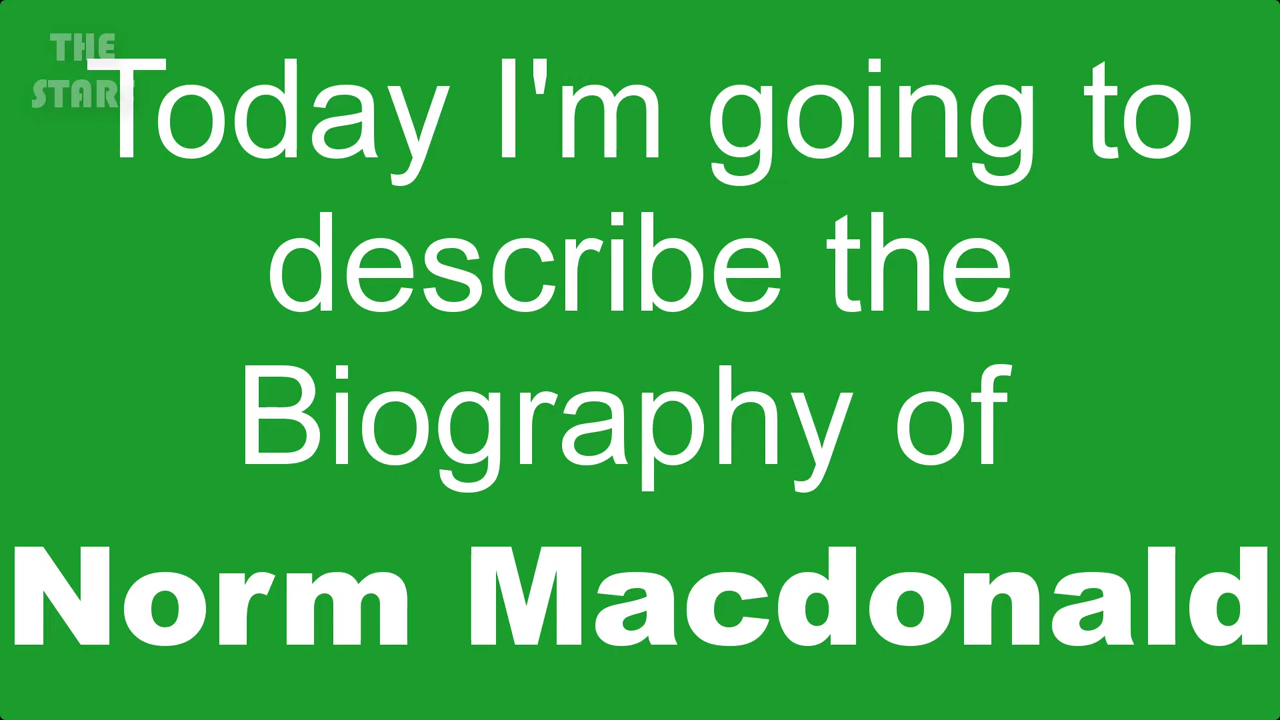 THE
STARS
Today I'm going to
describe the
Biography of
Norm Macdonald